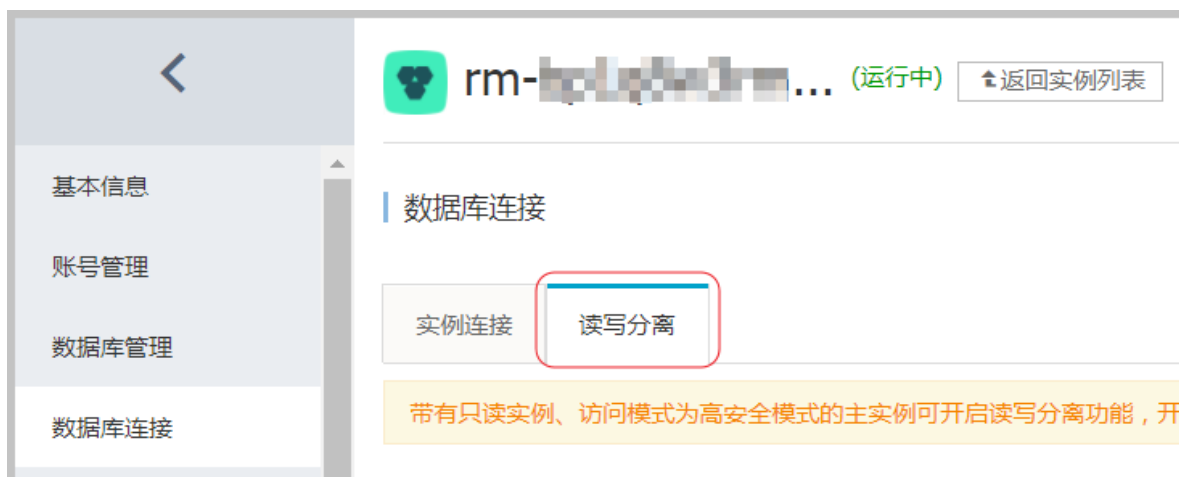 rm-... (运行中) 返回实例列表
基本信息
账号管理
数据库管理
数据库连接
数据库连接
实例连接 读写分离
带有只读实例、访问模式为高安全模式的主实例可开启读写分离功能，开